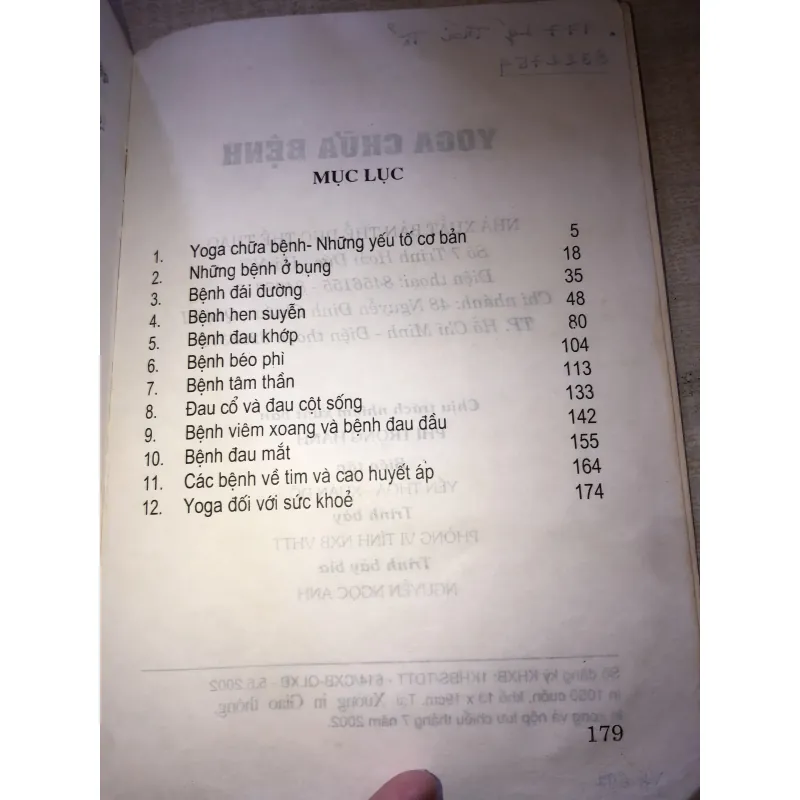 MỤC LỤC
1. Yoga chữa bệnh- Những yếu tố cơ bản 5
2. Những bệnh ở bụng 18
3. Bệnh đái đường 35
4. Bệnh hen suyễn 48
5. Bệnh đau khớp 80
6. Bệnh béo phì 104
7. Bệnh tâm thần 113
8. Đau cổ và đau cột sống 133
9. Bệnh viêm xoang và bệnh đau đầu 142
10. Bệnh đau mắt 155
11. Các bệnh về tim và cao huyết áp 164
12. Yoga đối với sức khoẻ 174
179